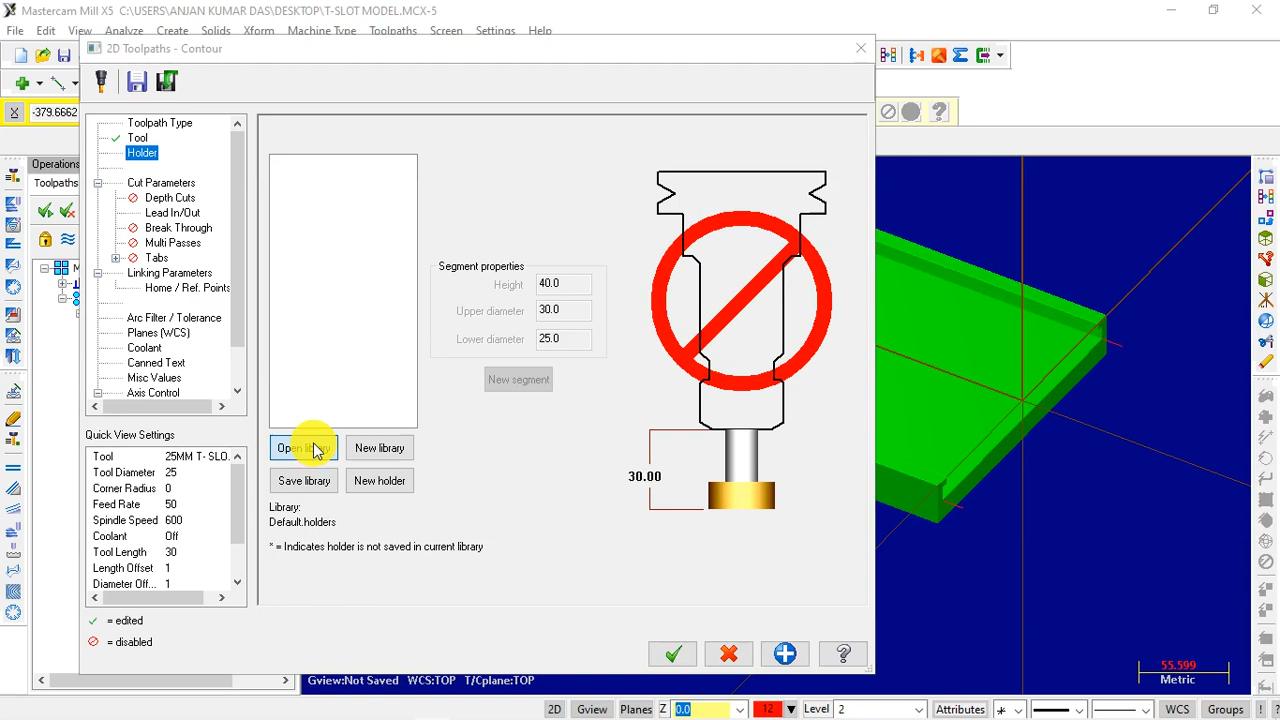 Mastercam Mill X5 C:\USERS\ANJAN KUMAR DAS\DESKTOP\T-SLOT MODEL.MCX-5
File Edit View Analyze Create Solids Xform Machine Type Toolpaths Screen Settings Help
2D Toolpaths - Contour
-379.6662
Operations
Toolpaths
Toolpath Type
Tool
Holder
Cut Parameters
Depth Cuts
Lead In/Out
Break Through
Multi Passes
Tabs
Linking Parameters
Home / Ref. Points
Arc Filter / Tolerance
Planes (WCS)
Coolant
Canned Text
Misc Values
Axis Control
Quick View Settings
Tool 25MM T- SLO.
Tool Diameter 25
Corner Radius 0
Feed Rate 50
Spindle Speed 600
Coolant Off
Tool Length 30
Length Offset 1
Diameter Off... 1
= edited
= disabled
Segment properties
Height 40.0
Upper diameter 30.0
Lower diameter 25.0
New segment
Open library New library
Save library New holder
Library:
Default.holders
* = Indicates holder is not saved in current library
30.00
55.599
Metric
Gview:Not Saved WCS:TOP T/Cplane:TOP
2D Gview Planes Z 0.0 12 Level 2 Attributes WCS Groups